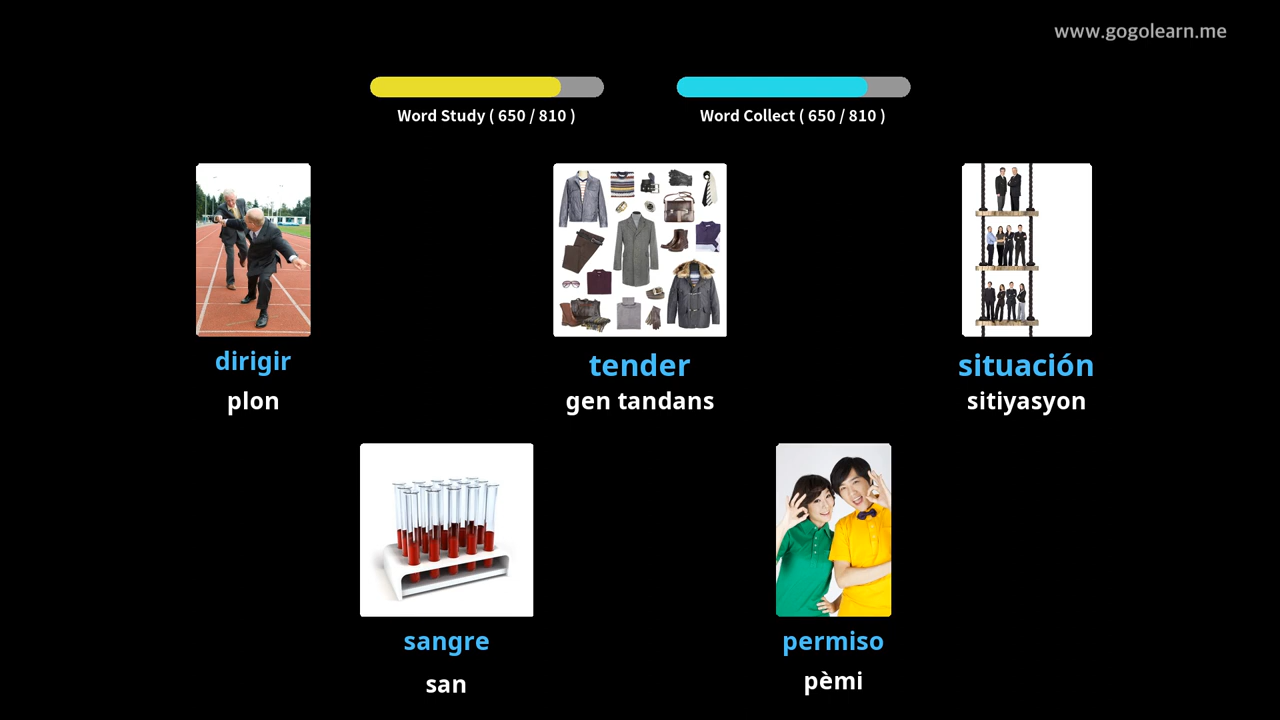 www.gogolearn.me
Word Study ( 650 / 810 )
Word Collect ( 650 / 810 )
dirigir
plon
tender
gen tandans
situación
sitiyasyon
sangre
san
permiso
pèmi